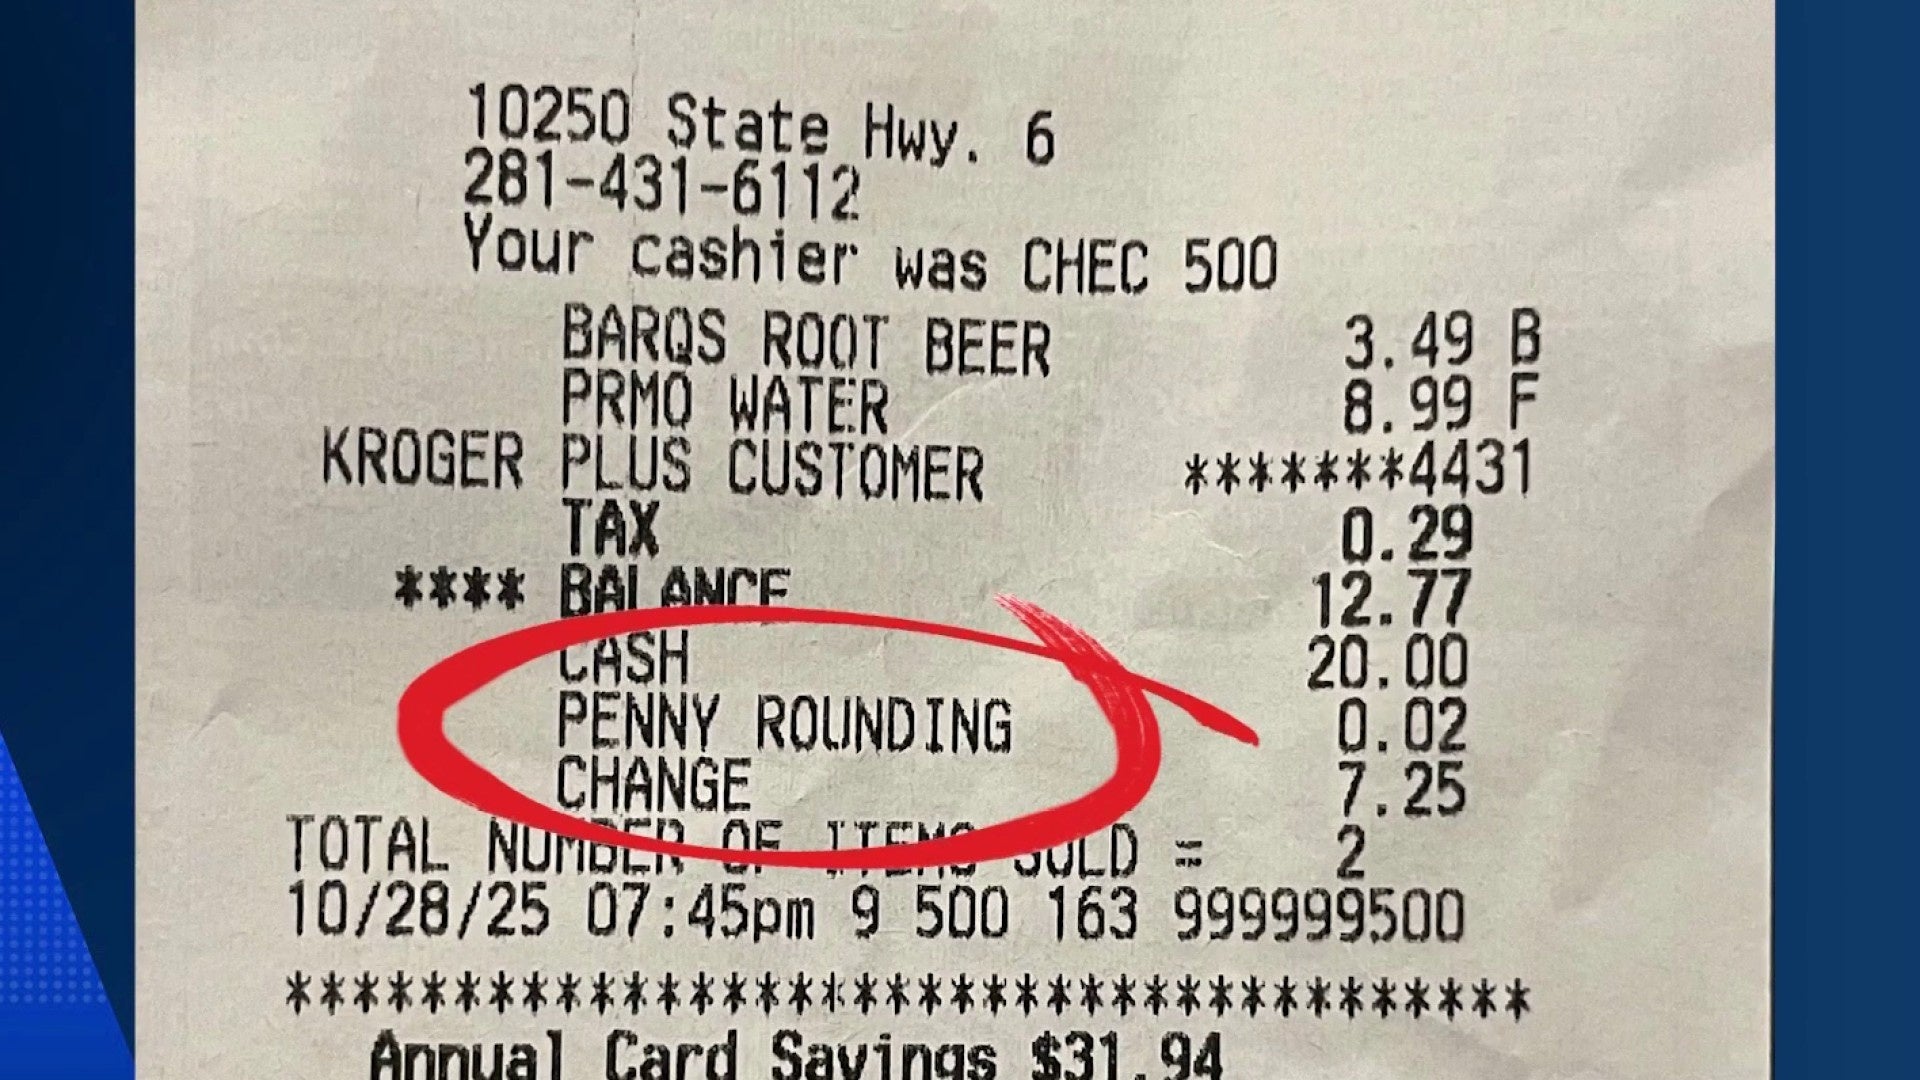 10250 State Hwy. 6
281-431-6112
Your cashier was CHEC 500
BARQS ROOT BEER 3.49 B
PRMO WATER 8.99 F
KROGER PLUS CUSTOMER *******4431
TAX 0.29
**** BALANCE 12.77
CASH 20.00
PENNY ROUNDING 0.02
CHANGE 7.25
TOTAL NUMBER OF ITEMS SOLD = 2
10/28/25 07:45pm 9 500 163 999999500
**************************************
Annual Card Savings $31.94